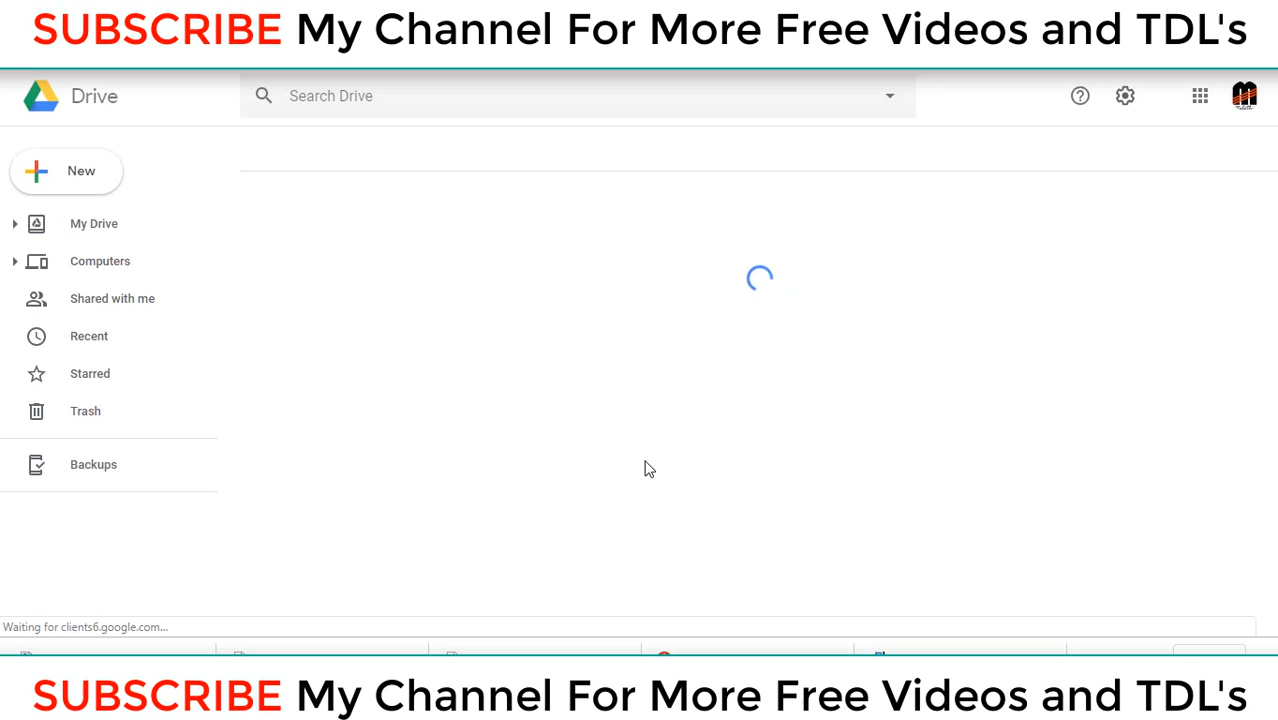 SUBSCRIBE My Channel For More Free Videos and TDL's
Drive
Search Drive
New
My Drive
Computers
Shared with me
Recent
Starred
Trash
Backups
Waiting for clients6.google.com...
SUBSCRIBE My Channel For More Free Videos and TDL's